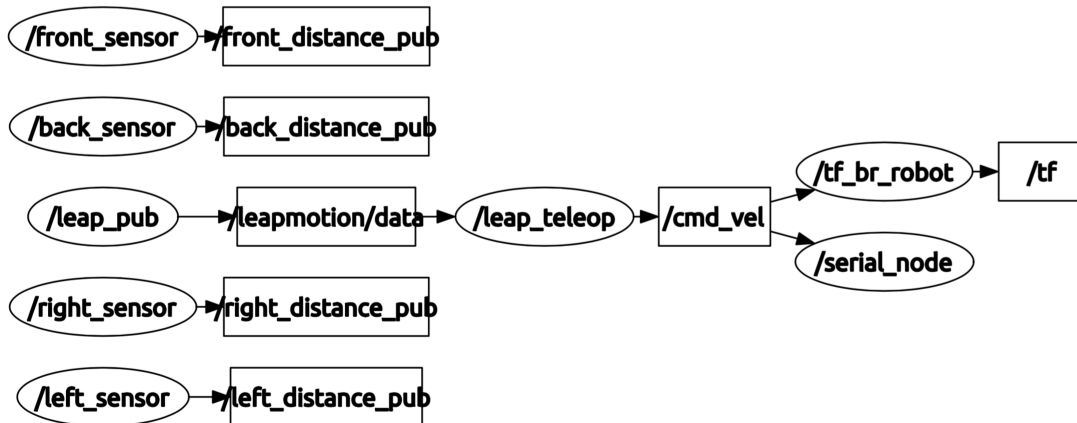 /front_sensor
/front_distance_pub
/back_sensor
/back_distance_pub
/tf_br_robot
/tf
/leap_pub
/leapmotion/data
/leap_teleop
/cmd_vel
/serial_node
/right_sensor
/right_distance_pub
/left_sensor
/left_distance_pub